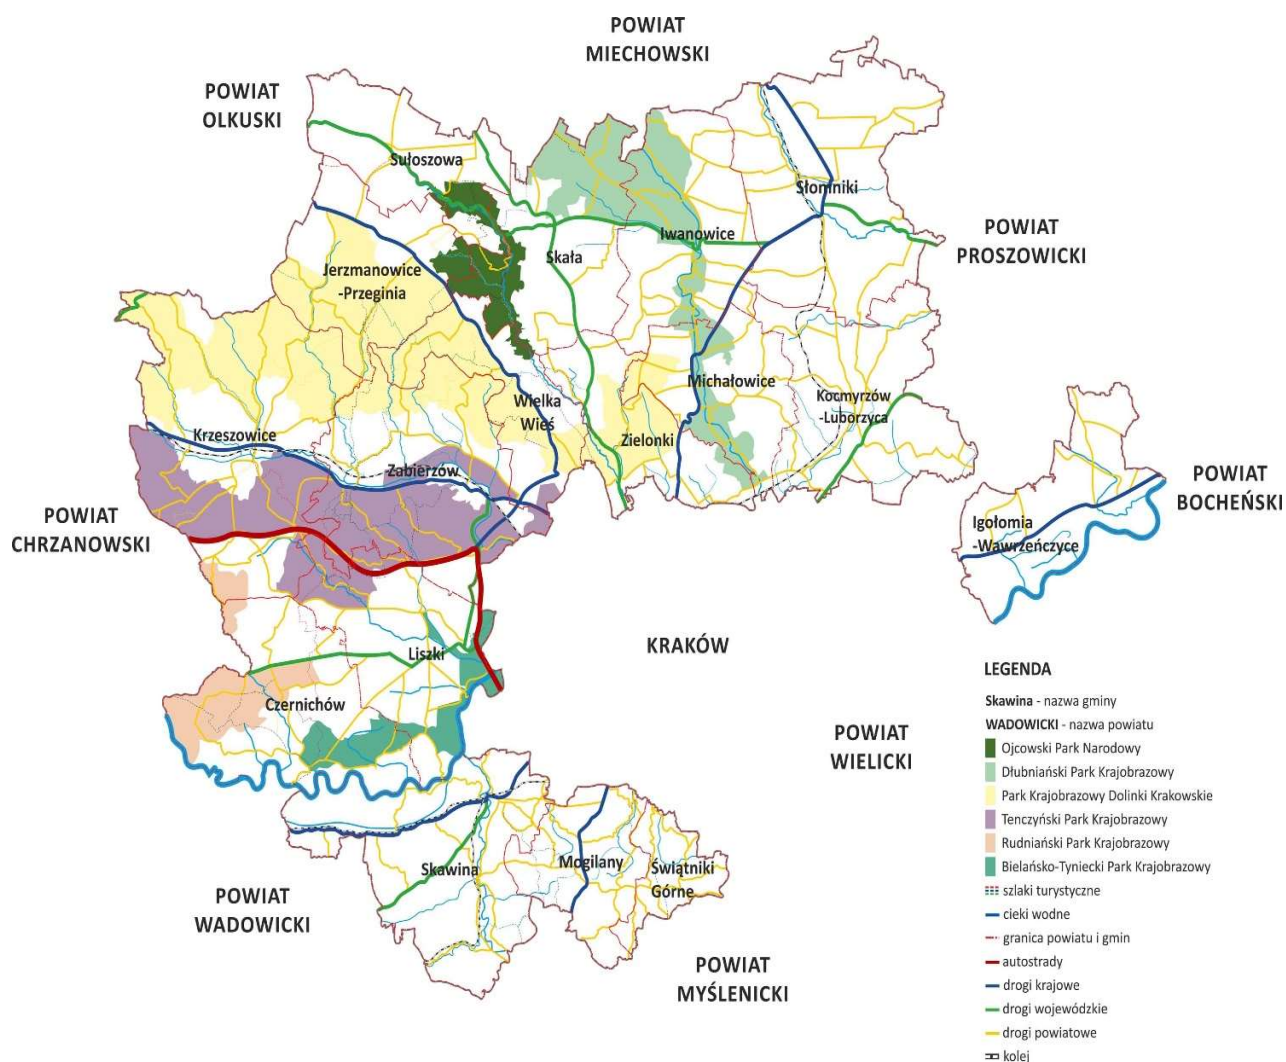 POWIAT
MIECHOWSKI
POWIAT
OLKUSKI
Sułoszowa
Słomniki
POWIAT
PROSZOWICKI
Iwanowice
Skała
Jerzmanowice
-Przeginia
Michałowice
Kocmyrzów
-Luborzyca
Wielka
Wieś
Zielonki
Krzeszowice
Zabierzów
POWIAT
BOCHEŃSKI
POWIAT
CHRZANOWSKI
Igołomia
-Wawrzeńczyce
KRAKÓW
Liszki
Czernichów
POWIAT
WIELICKI
Skawina
Mogilany
Świątniki
Górne
POWIAT
WADOWICKI
POWIAT
MYŚLENICKI
LEGENDA
Skawina - nazwa gminy
WADOWICKI - nazwa powiatu
Ojcowski Park Narodowy
Dłubniański Park Krajobrazowy
Park Krajobrazowy Dolinki Krakowskie
Tenczyński Park Krajobrazowy
Rudniański Park Krajobrazowy
Bielańsko-Tyniecki Park Krajobrazowy
szlaki turystyczne
cieki wodne
granica powiatu i gmin
autostrady
drogi krajowe
drogi wojewódzkie
drogi powiatowe
kolej